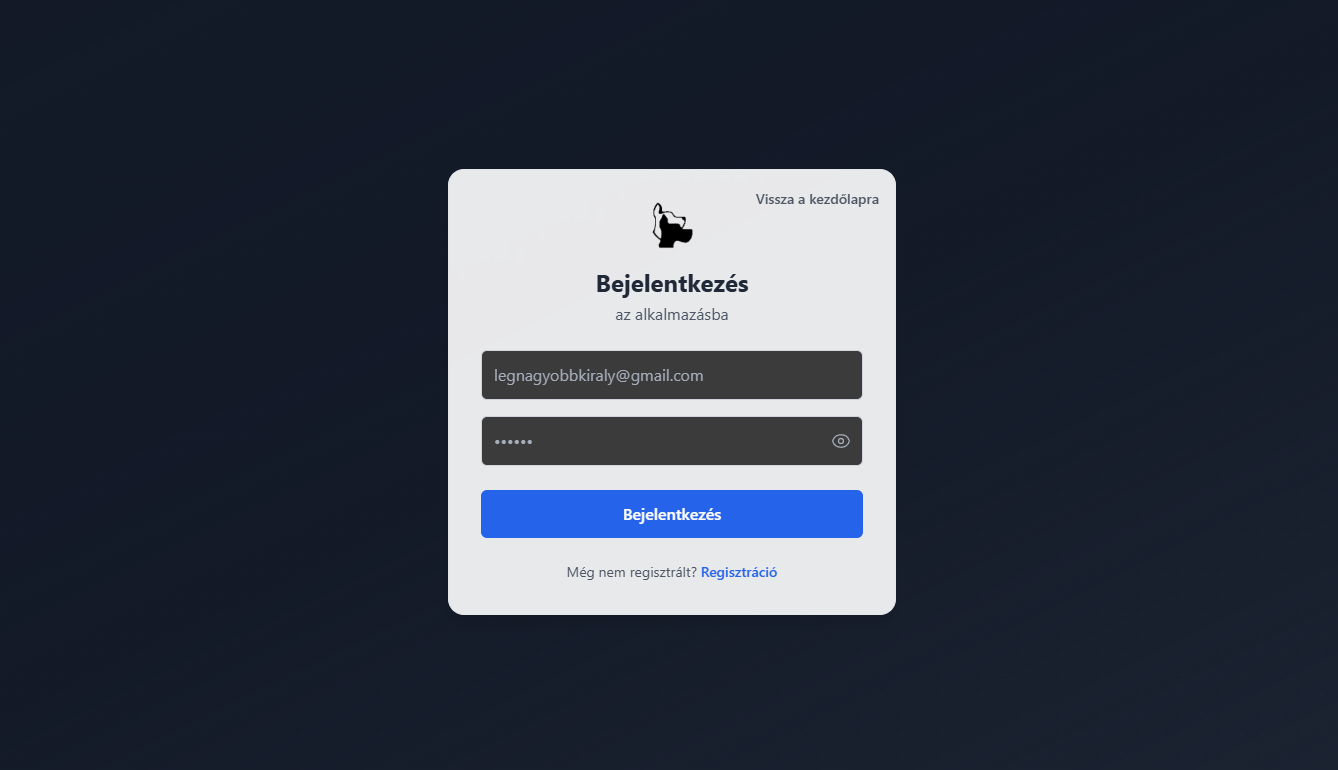 Vissza a kezdőlapra
Bejelentkezés
az alkalmazásba
legnagyobbkiraly@gmail.com
••••••
Bejelentkezés
Még nem regisztrált? Regisztráció